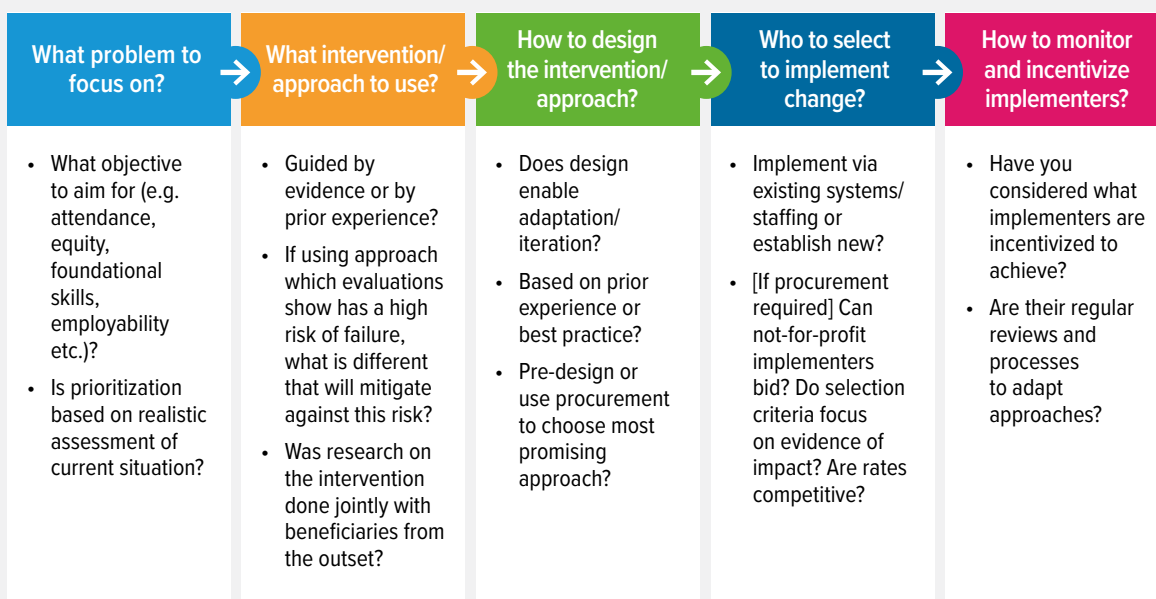 What problem to
focus on?
What intervention/
approach to use?
How to design
the intervention/
approach?
Who to select
to implement
change?
How to monitor
and incentivize
implementers?
• What objective
to aim for (e.g.
attendance,
equity,
foundational
skills,
employability
etc.)?
• Is prioritization
based on realistic
assessment of
current situation?
• Guided by
evidence or by
prior experience?
• If using approach
which evaluations
show has a high
risk of failure,
what is different
that will mitigate
against this risk?
• Was research on
the intervention
done jointly with
beneficiaries from
the outset?
• Does design
enable
adaptation/
iteration?
• Based on prior
experience or
best practice?
• Pre-design or
use procurement
to choose most
promising
approach?
• Implement via
existing systems/
staffing or
establish new?
• [If procurement
required] Can
not-for-profit
implementers
bid? Do selection
criteria focus
on evidence of
impact? Are rates
competitive?
• Have you
considered what
implementers are
incentivized to
achieve?
• Are their regular
reviews and
processes
to adapt
approaches?